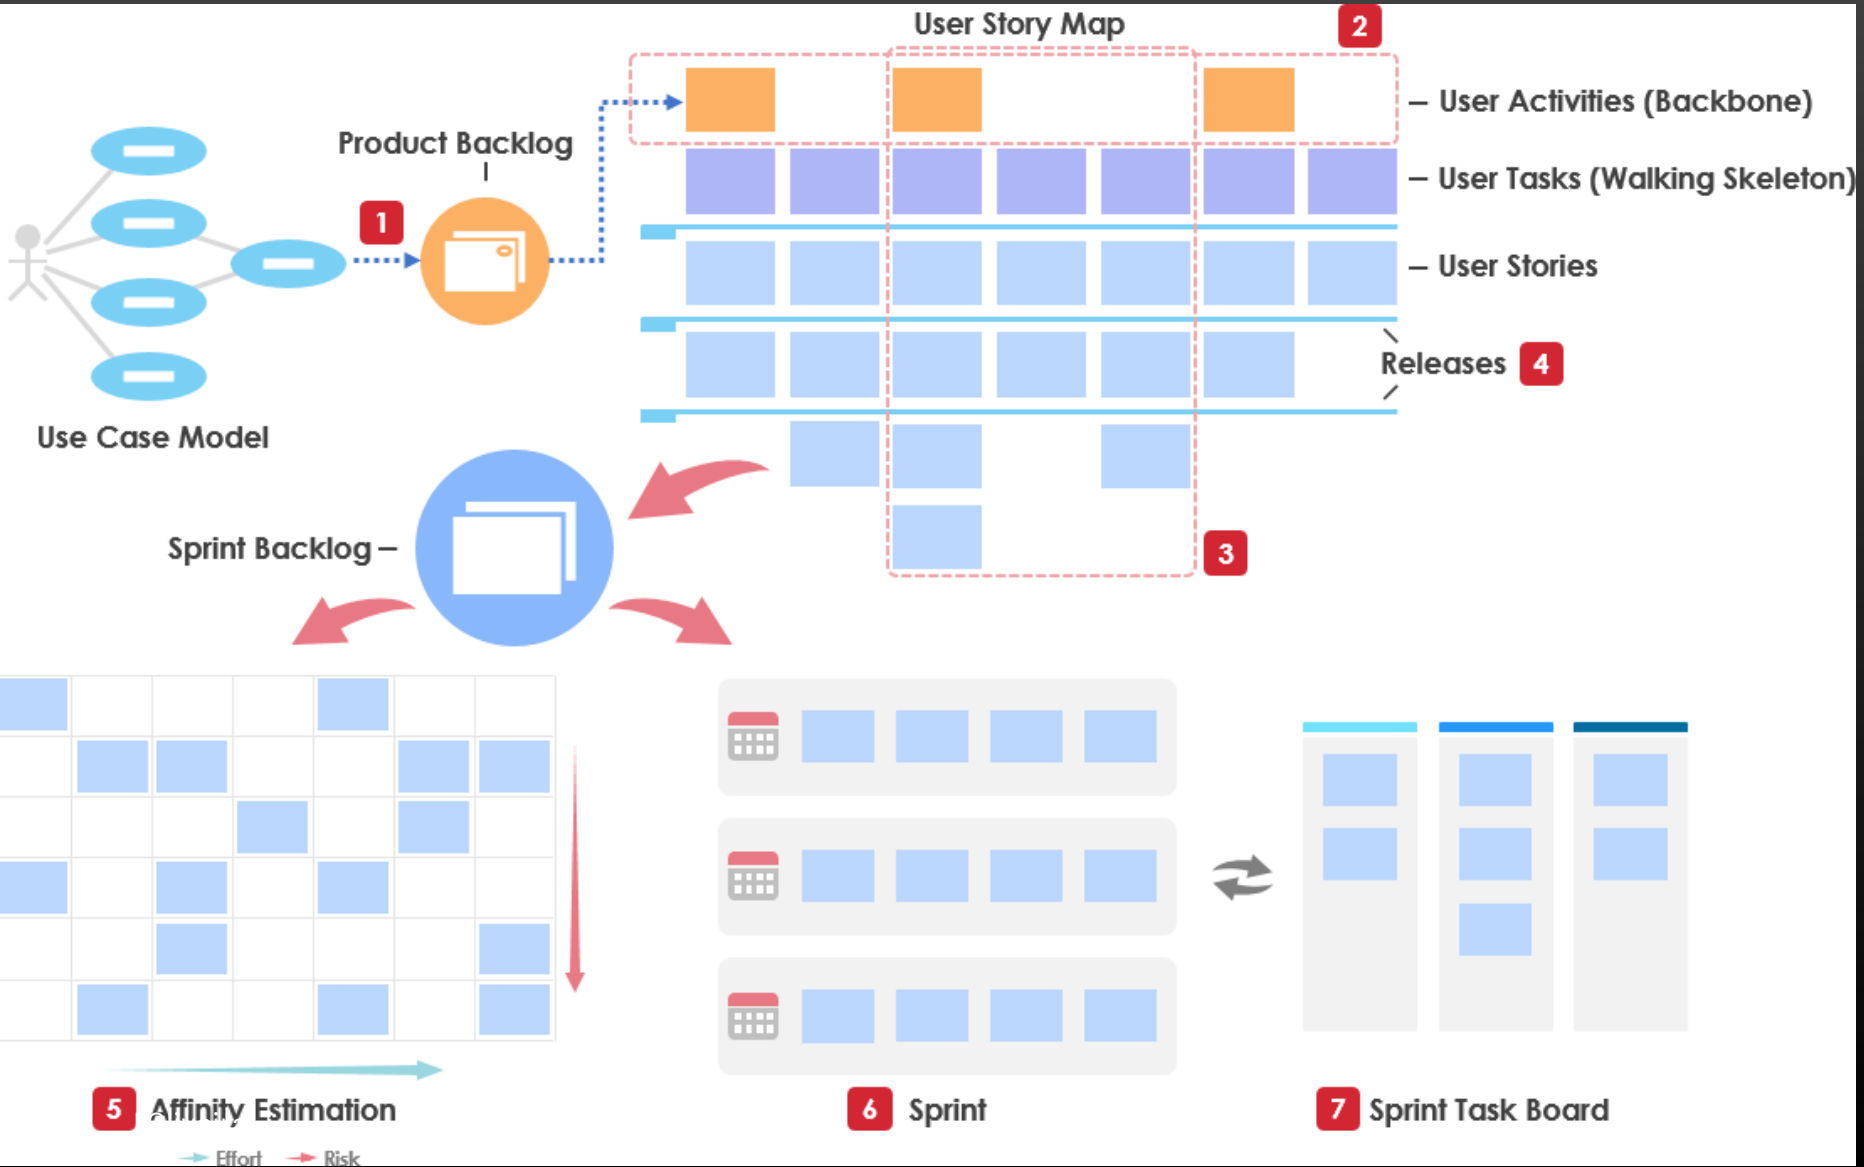 User Story Map
2
User Activities (Backbone)
Product Backlog
User Tasks (Walking Skeleton)
1
User Stories
Releases
4
Use Case Model
Sprint Backlog
3
5 Affinity Estimation
6 Sprint
7 Sprint Task Board
Effort
Risk